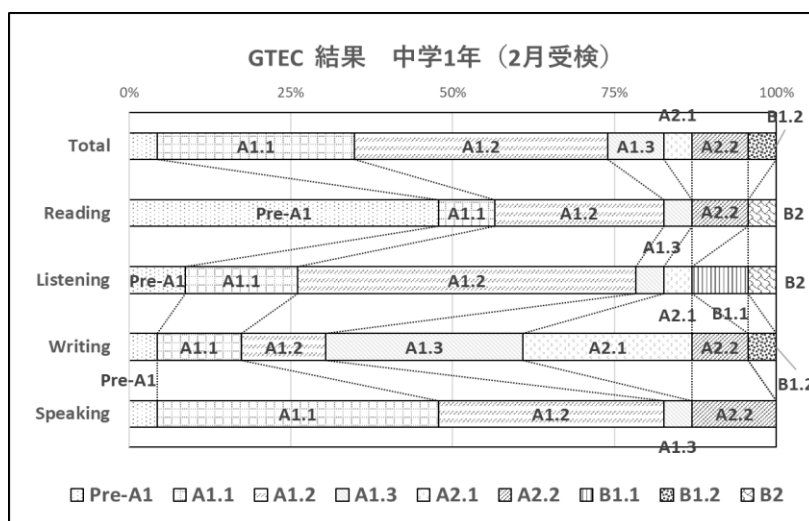 GTEC 結果　中学1年（2月受検）
0% 25% 50% 75% 100%
A2.1 B1.2
Total A1.1 A1.2 A1.3 A2.2
Reading Pre-A1 A1.1 A1.2 A2.2 B2
A1.3
Listening Pre-A1 A1.1 A1.2 B2
A2.1 B1.1
Writing A1.1 A1.2 A1.3 A2.1 A2.2
Pre-A1 B1.2
Speaking A1.1 A1.2 A2.2
A1.3
Pre-A1 A1.1 A1.2 A1.3 A2.1 A2.2 B1.1 B1.2 B2